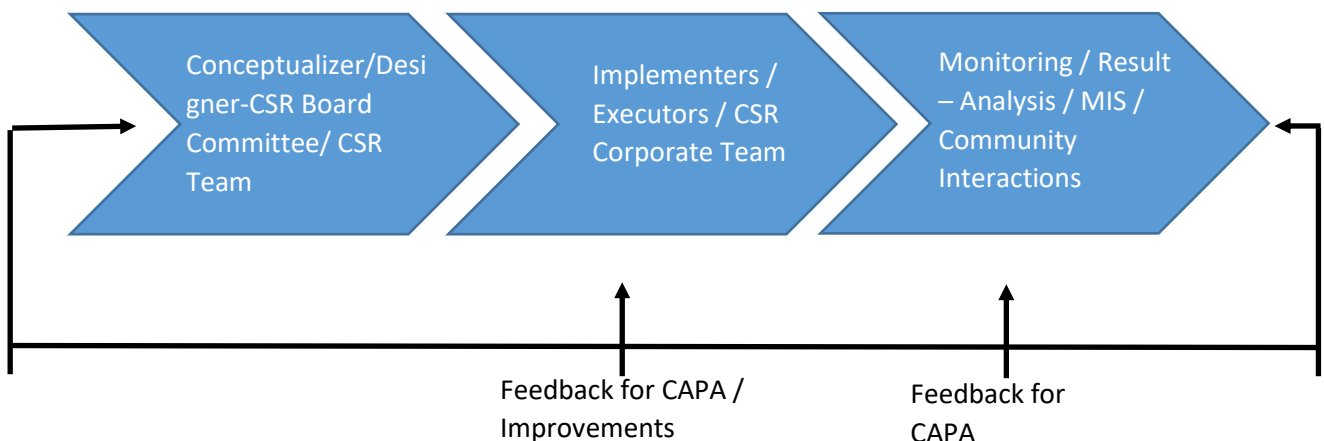 Conceptualizer/Desi
gner-CSR Board
Committee/ CSR
Team
Implementers /
Executors / CSR
Corporate Team
Monitoring / Result
– Analysis / MIS /
Community
Interactions
Feedback for CAPA /
Improvements
Feedback for
CAPA